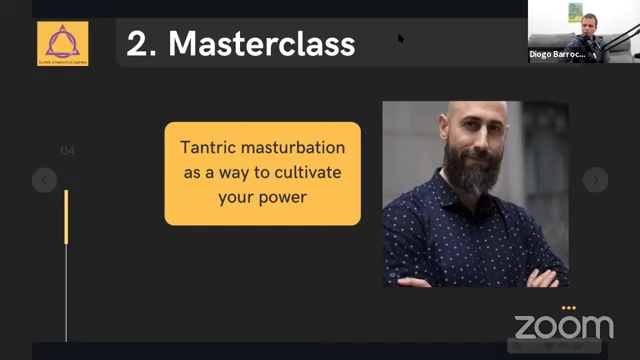 2. Masterclass
Diogo Barroc...
04
Tantric masturbation
as a way to cultivate
your power
zoom